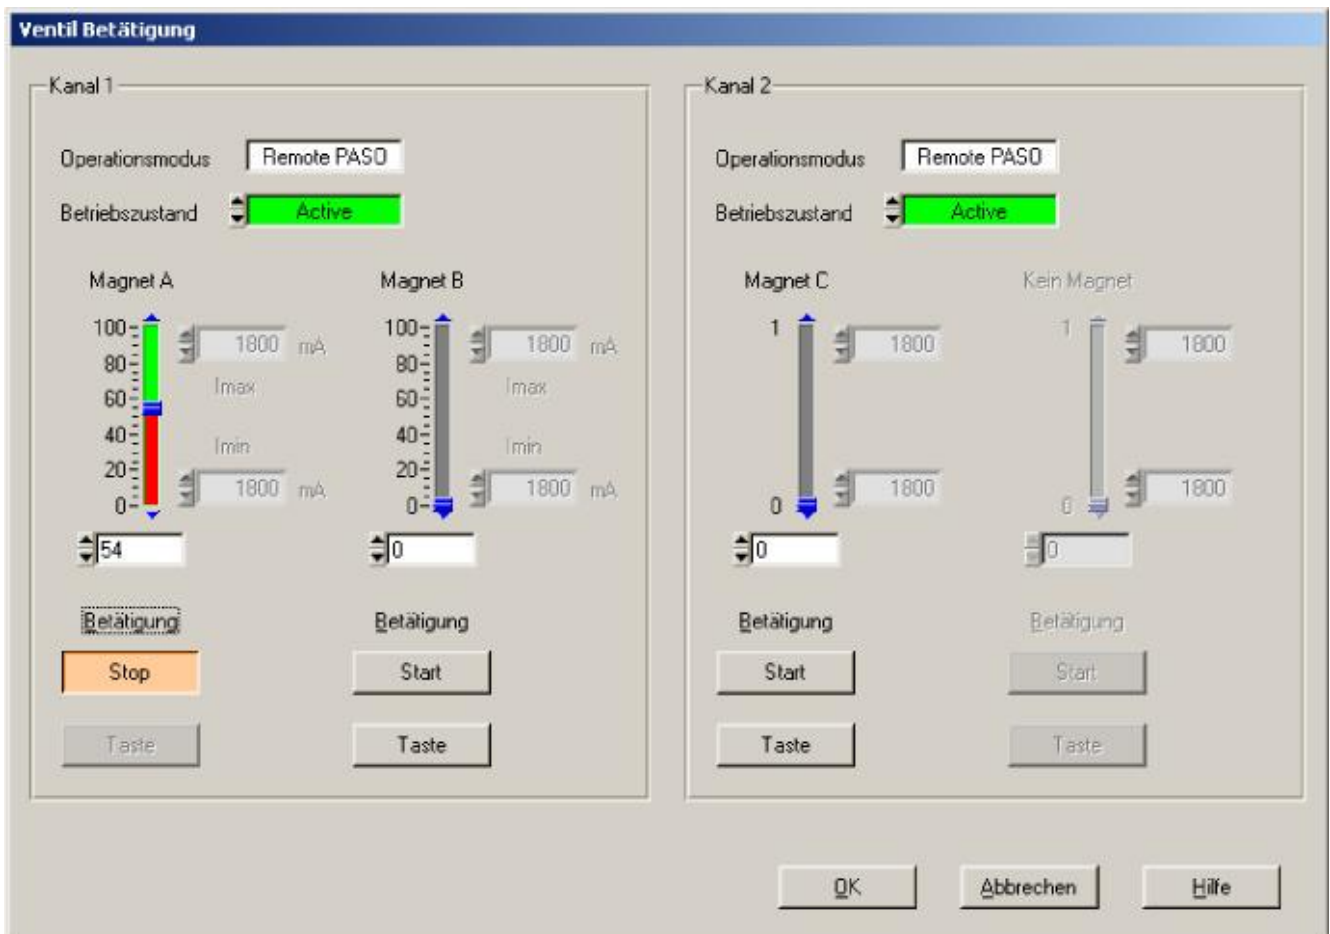 Ventil Betätigung
Kanal 1
Operationsmodus Remote PASO
Betriebszustand Active
Magnet A Magnet B
100 1800 mA 100 1800 mA
80 80
Imax Imax
60 60
40 40
Imin Imin
20 1800 mA 20 1800 mA
0 0
54 0
Betätigung Betätigung
Stop Start
Taste Taste
Kanal 2
Operationsmodus Remote PASO
Betriebszustand Active
Magnet C Kein Magnet
1 1800 1 1800
0 1800 0 1800
0 0
Betätigung Betätigung
Start Start
Taste Taste
OK Abbrechen Hilfe